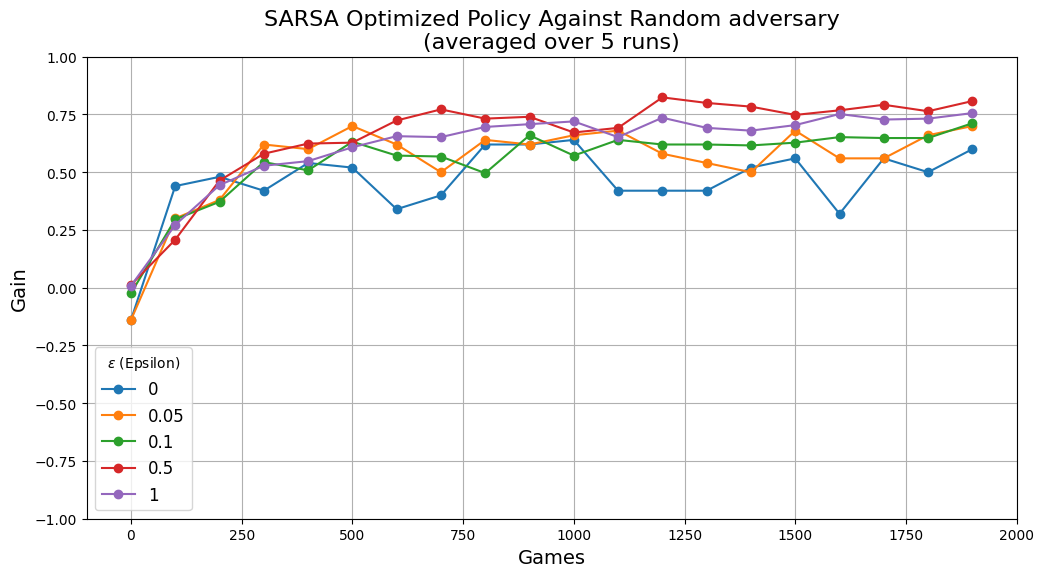 SARSA Optimized Policy Against Random adversary
(averaged over 5 runs)
1.00
0.75
0.50
0.25
0.00
−0.25
−0.50
−0.75
−1.00
Gain
ε (Epsilon)
0
0.05
0.1
0.5
1
0 250 500 750 1000 1250 1500 1750 2000
Games